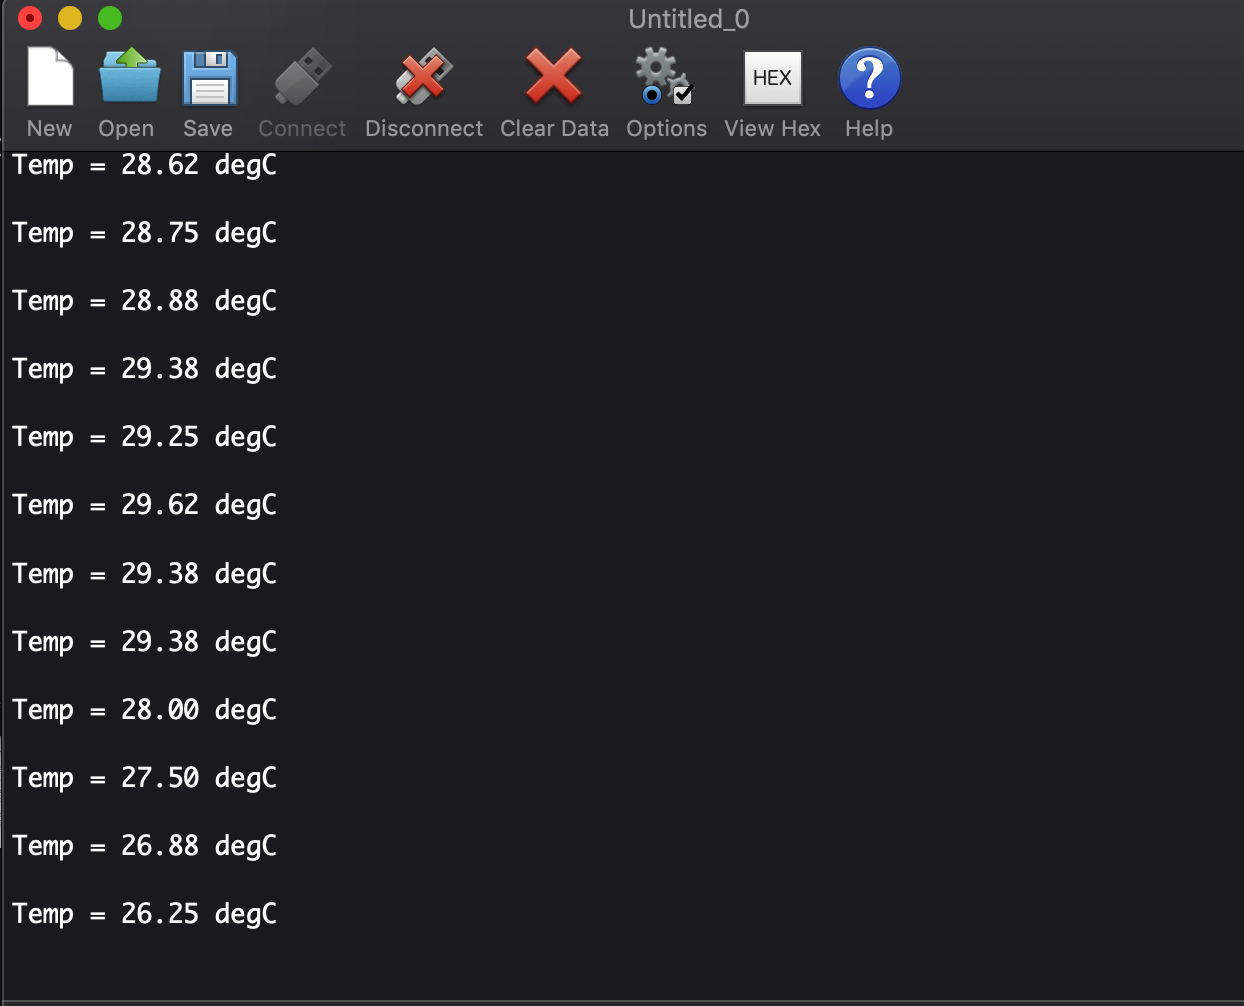 Untitled_0
New Open Save Connect Disconnect Clear Data Options HEX View Hex Help
Temp = 28.62 degC
Temp = 28.75 degC
Temp = 28.88 degC
Temp = 29.38 degC
Temp = 29.25 degC
Temp = 29.62 degC
Temp = 29.38 degC
Temp = 29.38 degC
Temp = 28.00 degC
Temp = 27.50 degC
Temp = 26.88 degC
Temp = 26.25 degC